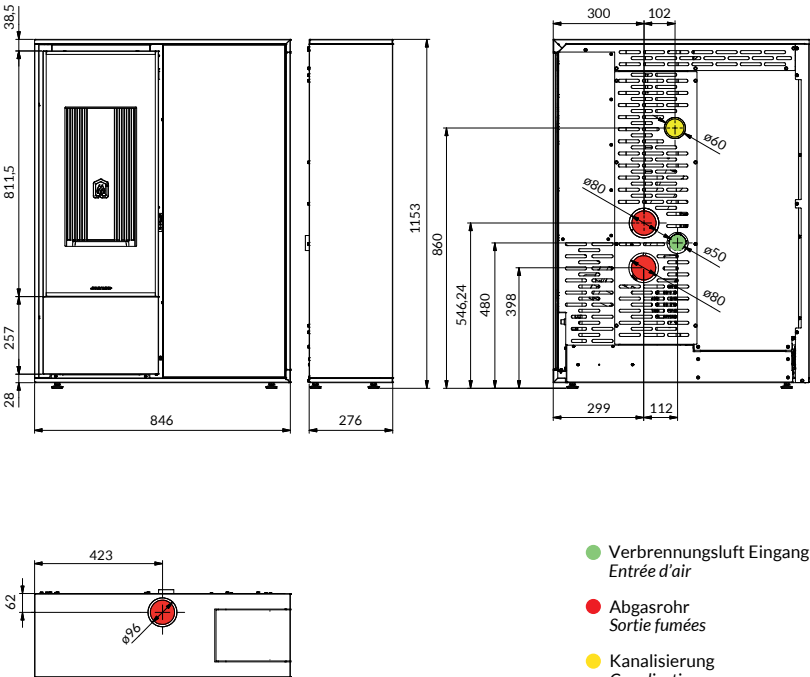 300
102
38,5
811,5
257
28
846
276
1153
860
546,24
480
398
ø60
ø80
ø50
ø80
299
112
423
62
ø96
Verbrennungsluft Eingang
Entrée d'air
Abgasrohr
Sortie fumées
Kanalisierung